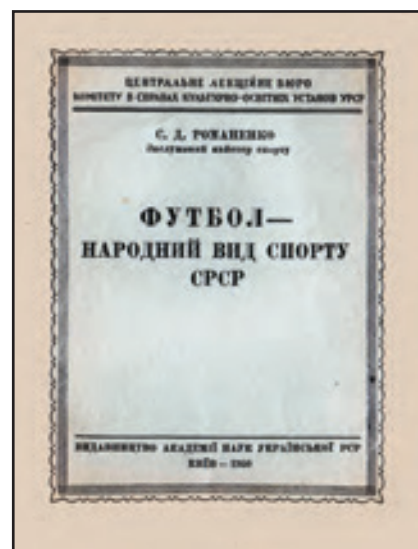 ЦЕНТРАЛЬНЕ ЛЕКЦІЙНЕ БЮРО
КОМІТЕТУ В СПРАВАХ КУЛЬТУРНО-ОСВІТНІХ УСТАНОВ УРСР
С. Д. РОМАНЕНКО
Заслужений майстер спорту
ФУТБОЛ—
НАРОДНИЙ ВИД СПОРТУ
СРСР
ВИДАВНИЦТВО АКАДЕМІЇ НАУК УКРАЇНСЬКОЇ РСР
КИЇВ — 1950